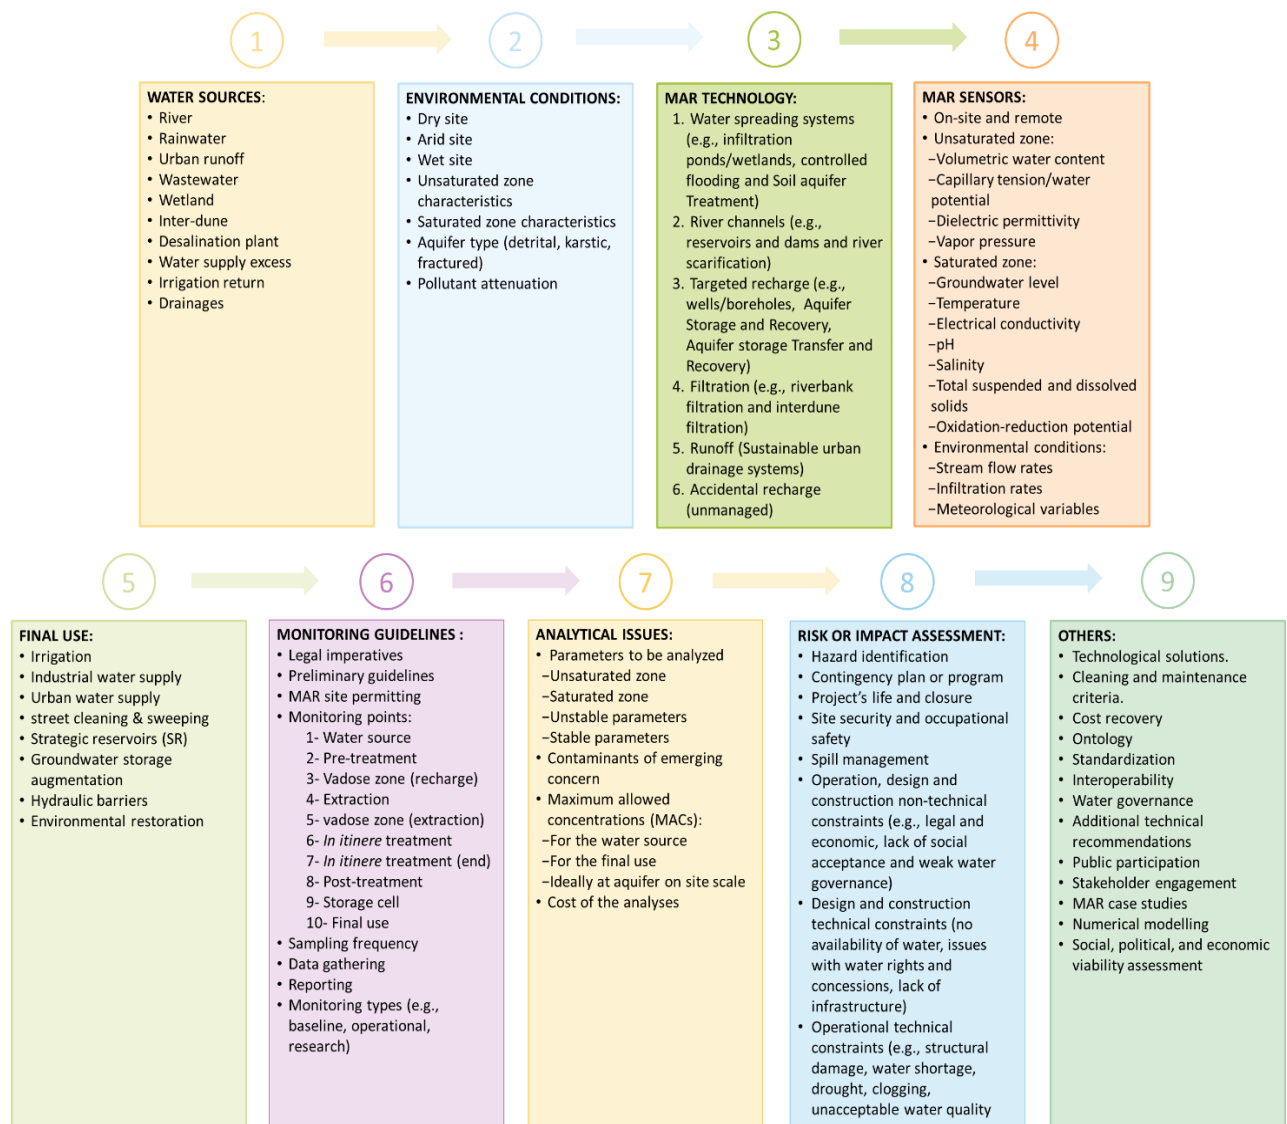 1
2
3
4
WATER SOURCES:
• River
• Rainwater
• Urban runoff
• Wastewater
• Wetland
• Inter-dune
• Desalination plant
• Water supply excess
• Irrigation return
• Drainages
ENVIRONMENTAL CONDITIONS:
• Dry site
• Arid site
• Wet site
• Unsaturated zone
characteristics
• Saturated zone characteristics
• Aquifer type (detrital, karstic,
fractured)
• Pollutant attenuation
MAR TECHNOLOGY:
1. Water spreading systems
(e.g., infiltration
ponds/wetlands, controlled
flooding and Soil aquifer
Treatment)
2. River channels (e.g.,
reservoirs and dams and river
scarification)
3. Targeted recharge (e.g.,
wells/boreholes, Aquifer
Storage and Recovery,
Aquifer storage Transfer and
Recovery)
4. Filtration (e.g., riverbank
filtration and interdune
filtration)
5. Runoff (Sustainable urban
drainage systems)
6. Accidental recharge
(unmanaged)
MAR SENSORS:
• On-site and remote
• Unsaturated zone:
−Volumetric water content
−Capillary tension/water
potential
−Dielectric permittivity
−Vapor pressure
• Saturated zone:
−Groundwater level
−Temperature
−Electrical conductivity
−pH
−Salinity
−Total suspended and dissolved
solids
−Oxidation-reduction potential
• Environmental conditions:
−Stream flow rates
−Infiltration rates
−Meteorological variables
5
6
7
8
9
FINAL USE:
• Irrigation
• Industrial water supply
• Urban water supply
• street cleaning & sweeping
• Strategic reservoirs (SR)
• Groundwater storage
augmentation
• Hydraulic barriers
• Environmental restoration
MONITORING GUIDELINES :
• Legal imperatives
• Preliminary guidelines
• MAR site permitting
• Monitoring points:
1- Water source
2- Pre-treatment
3- Vadose zone (recharge)
4- Extraction
5- vadose zone (extraction)
6- In itinere treatment
7- In itinere treatment (end)
8- Post-treatment
9- Storage cell
10- Final use
• Sampling frequency
• Data gathering
• Reporting
• Monitoring types (e.g.,
baseline, operational,
research)
ANALYTICAL ISSUES:
• Parameters to be analyzed
−Unsaturated zone
−Saturated zone
−Unstable parameters
−Stable parameters
• Contaminants of emerging
concern
• Maximum allowed
concentrations (MACs):
−For the water source
−For the final use
−Ideally at aquifer on site scale
• Cost of the analyses
RISK OR IMPACT ASSESSMENT:
• Hazard identification
• Contingency plan or program
• Project's life and closure
• Site security and occupational
safety
• Spill management
• Operation, design and
construction non-technical
constraints (e.g., legal and
economic, lack of social
acceptance and weak water
governance)
• Design and construction
technical constraints (no
availability of water, issues
with water rights and
concessions, lack of
infrastructure)
• Operational technical
constraints (e.g., structural
damage, water shortage,
drought, clogging,
unacceptable water quality
OTHERS:
• Technological solutions.
• Cleaning and maintenance
criteria.
• Cost recovery
• Ontology
• Standardization
• Interoperability
• Water governance
• Additional technical
recommendations
• Public participation
• Stakeholder engagement
• MAR case studies
• Numerical modelling
• Social, political, and economic
viability assessment